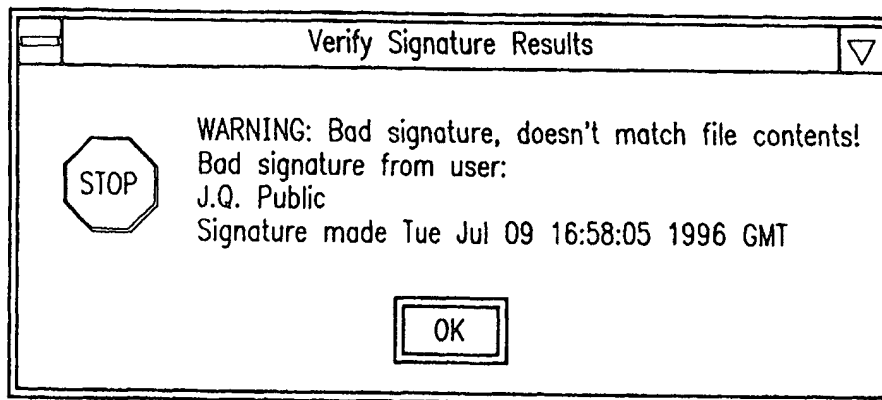 Verify Signature Results
STOP
WARNING: Bad signature, doesn't match file contents!
Bad signature from user:
J.Q. Public
Signature made Tue Jul 09 16:58:05 1996 GMT
OK